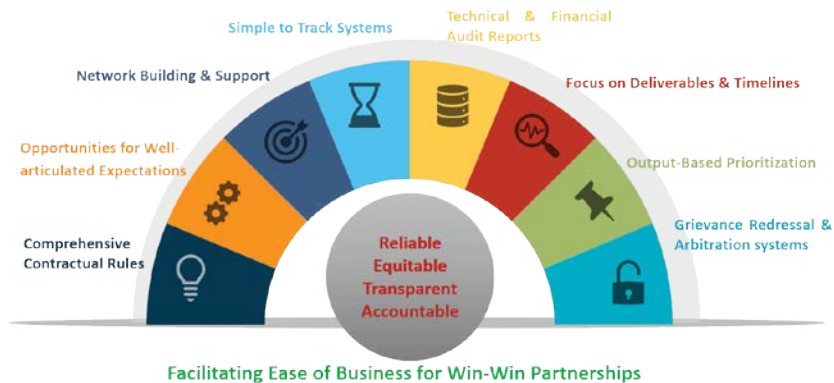 Simple to Track Systems
Technical & Financial
Audit Reports
Network Building & Support
Focus on Deliverables & Timelines
Opportunities for Well-
articulated Expectations
Output-Based Prioritization
Comprehensive
Contractual Rules
Grievance Redressal &
Arbitration systems
Reliable
Equitable
Transparent
Accountable
Facilitating Ease of Business for Win-Win Partnerships